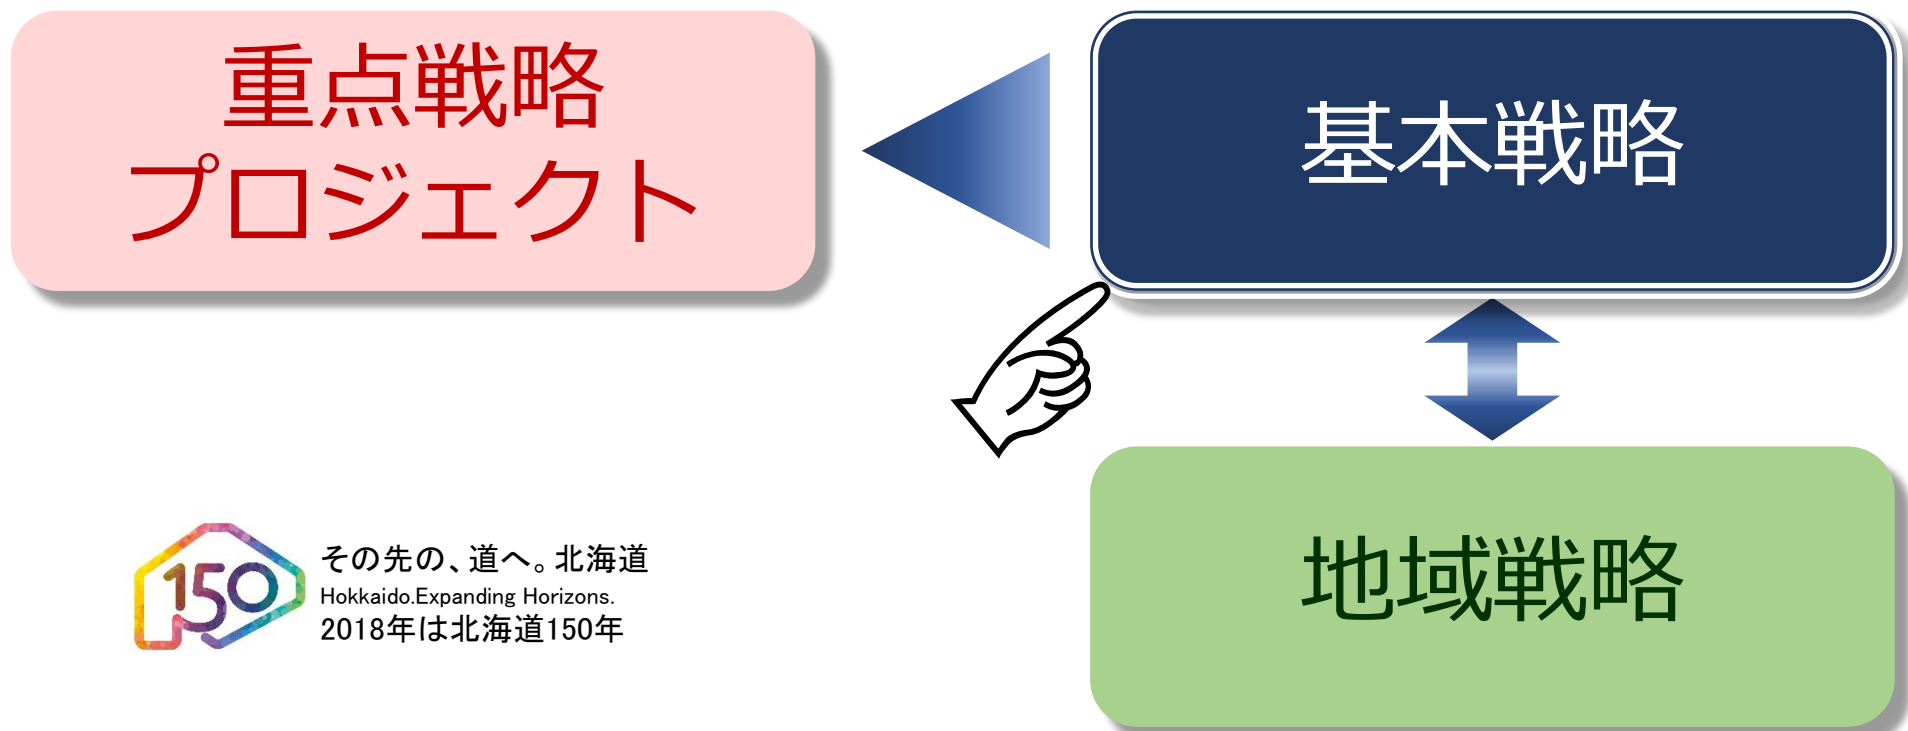 重点戦略
プロジェクト
基本戦略
地域戦略
150
その先の、道へ。北海道
Hokkaido.Expanding Horizons.
2018年は北海道150年